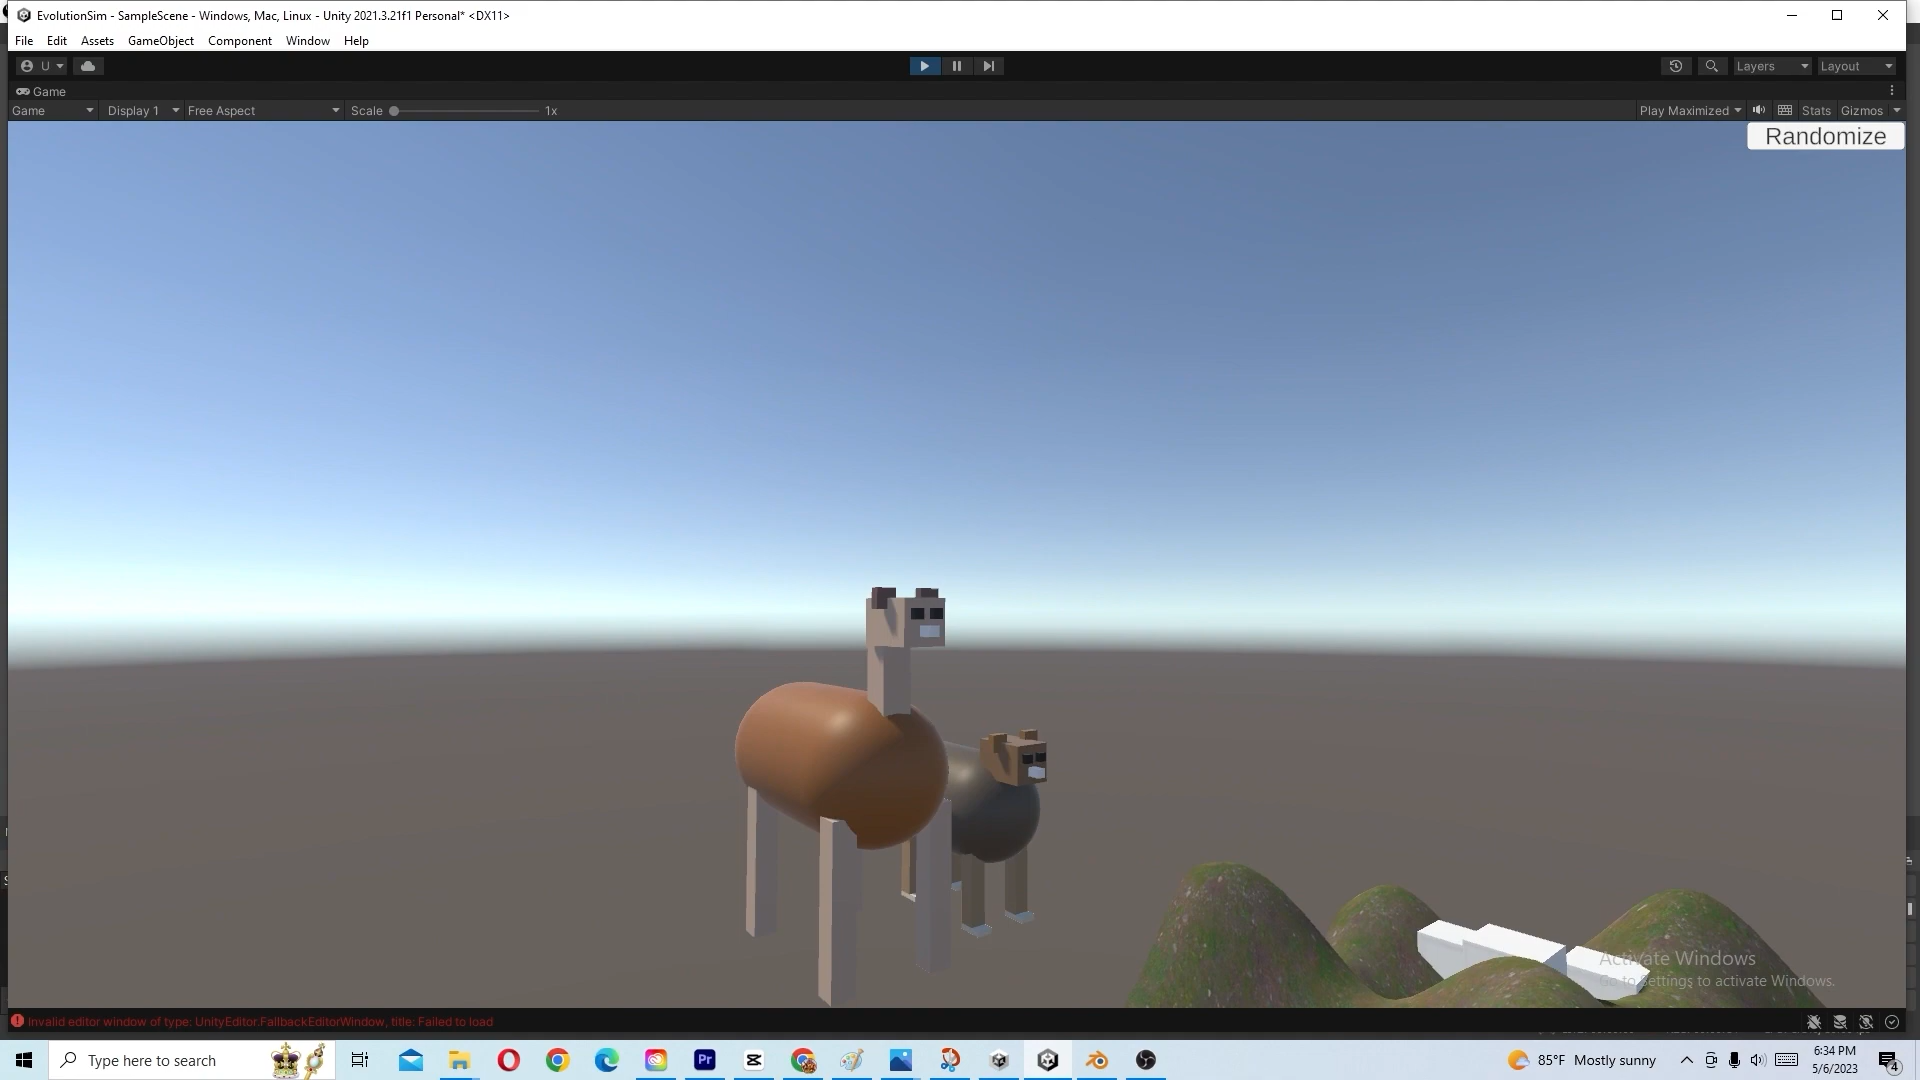 EvolutionSim - SampleScene - Windows, Mac, Linux - Unity 2021.3.21f1 Personal* <DX11>
File Edit Assets GameObject Component Window Help
U Layers Layout
Game
Game Display 1 Free Aspect Scale 1x Play Maximized Stats Gizmos
Randomize
Activate Windows
Go to Settings to activate Windows.
Invalid editor window of type: UnityEditor.FallbackEditorWindow, title: Failed to load
Type here to search Pr 85°F Mostly sunny 6:34 PM
5/6/2023 4